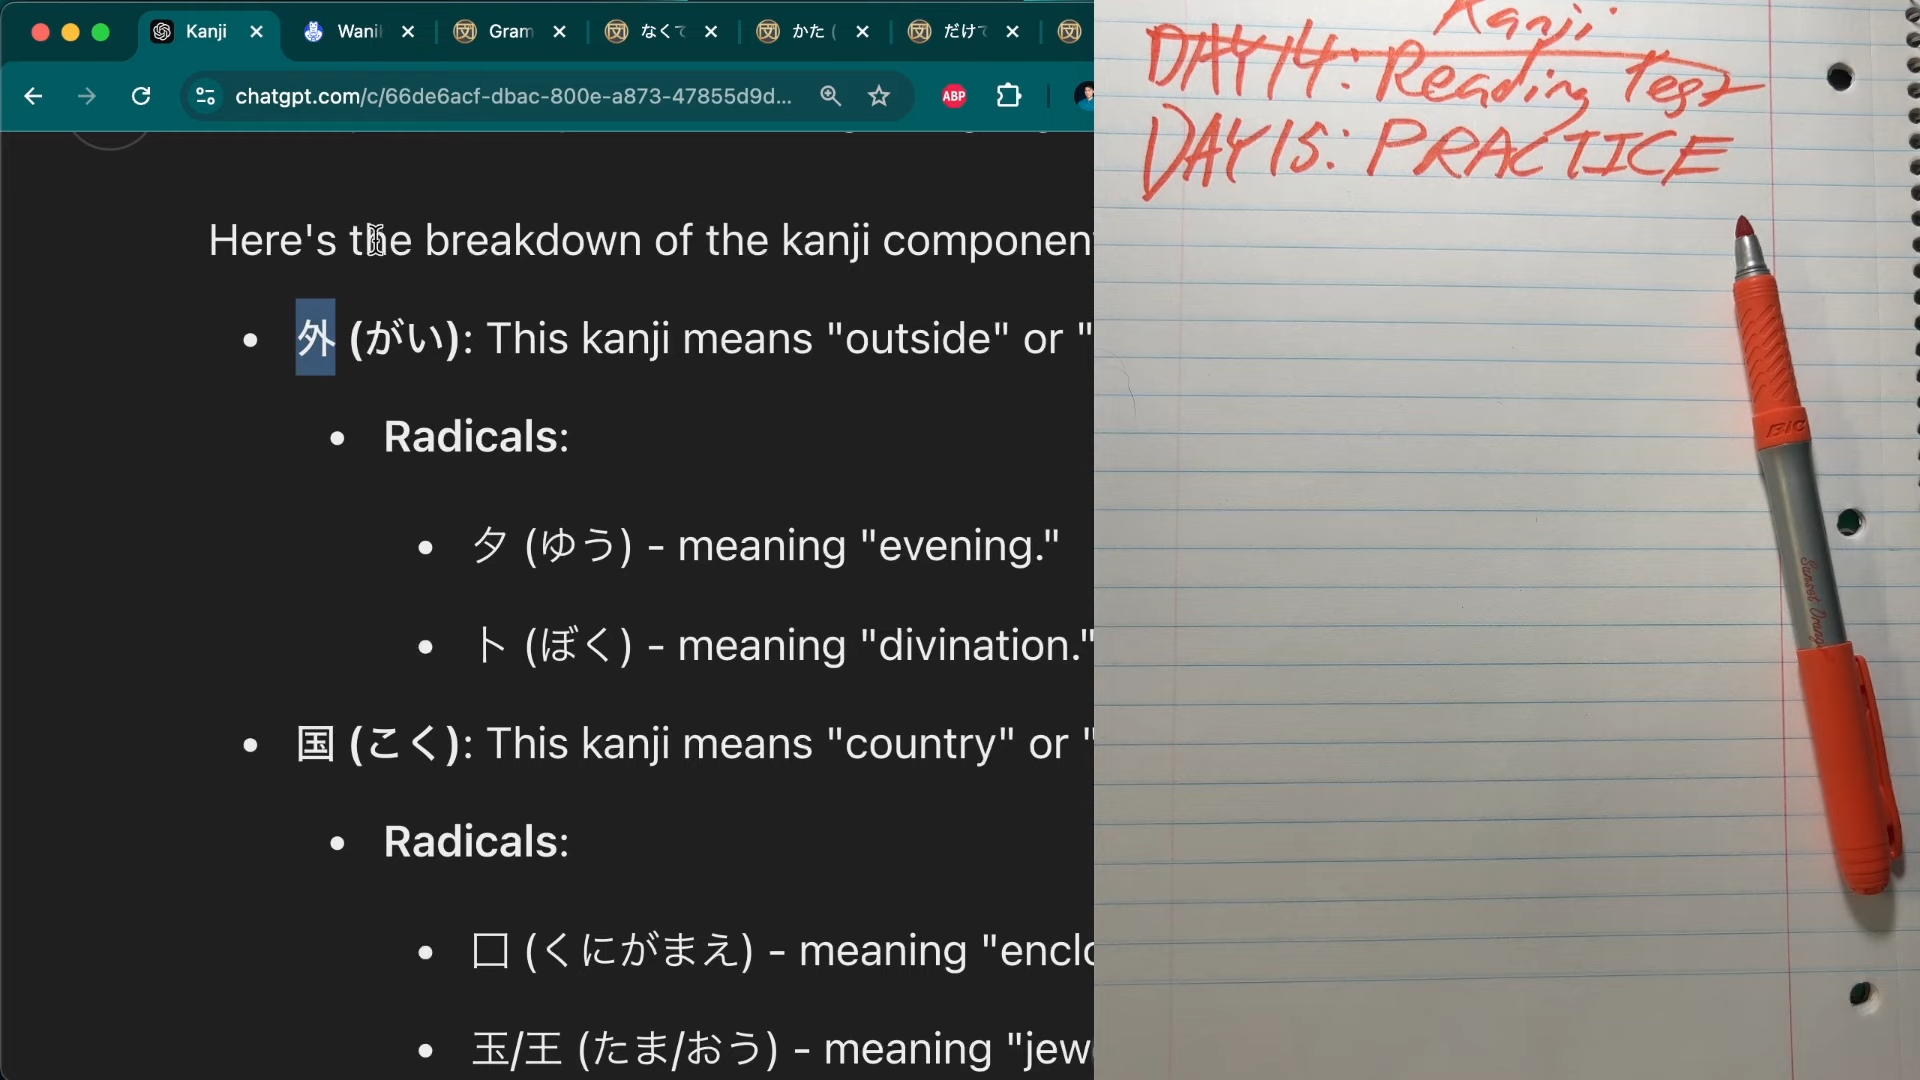 Kanji
Wani
Gram
なくて
かた (
だけて
chatgpt.com/c/66de6acf-dbac-800e-a873-47855d9d...
ABP
Here's the breakdown of the kanji componen
外 (がい): This kanji means "outside" or "
Radicals:
夕 (ゆう) - meaning "evening."
卜 (ぼく) - meaning "divination."
国 (こく): This kanji means "country" or "
Radicals:
囗 (くにがまえ) - meaning "enclo
玉/王 (たま/おう) - meaning "jew
Kanji
DAY 14: Reading Test
DAY 15: PRACTICE
BIC
Sunset Orang